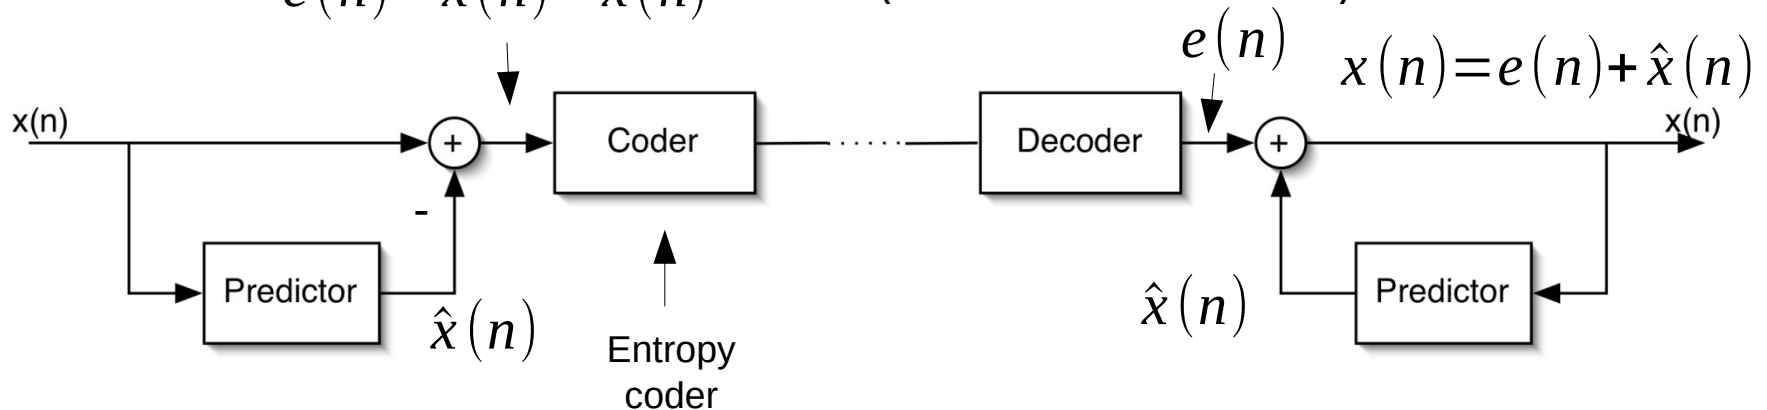 e(n) x(n) x̂(n)
e(n)
x(n)=e(n)+x̂(n)
x(n)
+
Coder
Decoder
+
x(n)
-
Predictor
x̂(n)
x̂(n)
Predictor
Entropy
coder